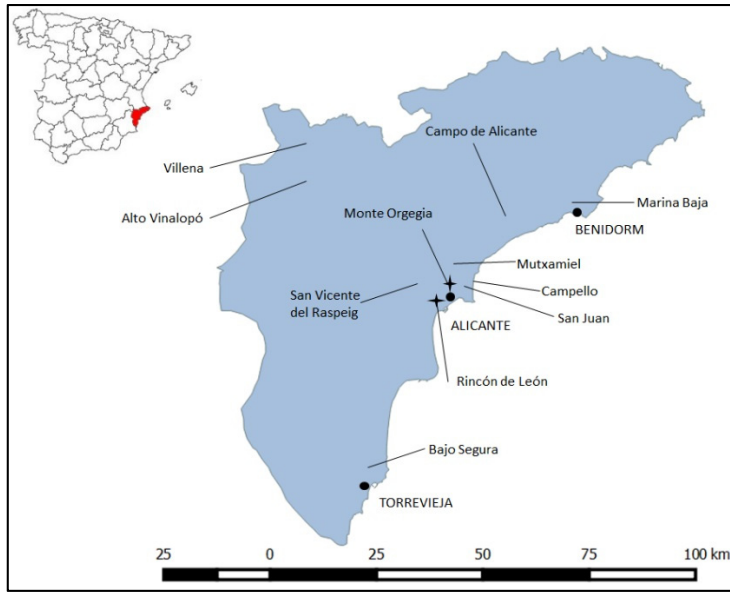 Campo de Alicante
Villena
Marina Baja
Alto Vinalopó
Monte Orgegia
BENIDORM
Mutxamiel
San Vicente
del Raspeig
Campello
San Juan
ALICANTE
Rincón de León
Bajo Segura
TORREVIEJA
25 0 25 50 75 100 km